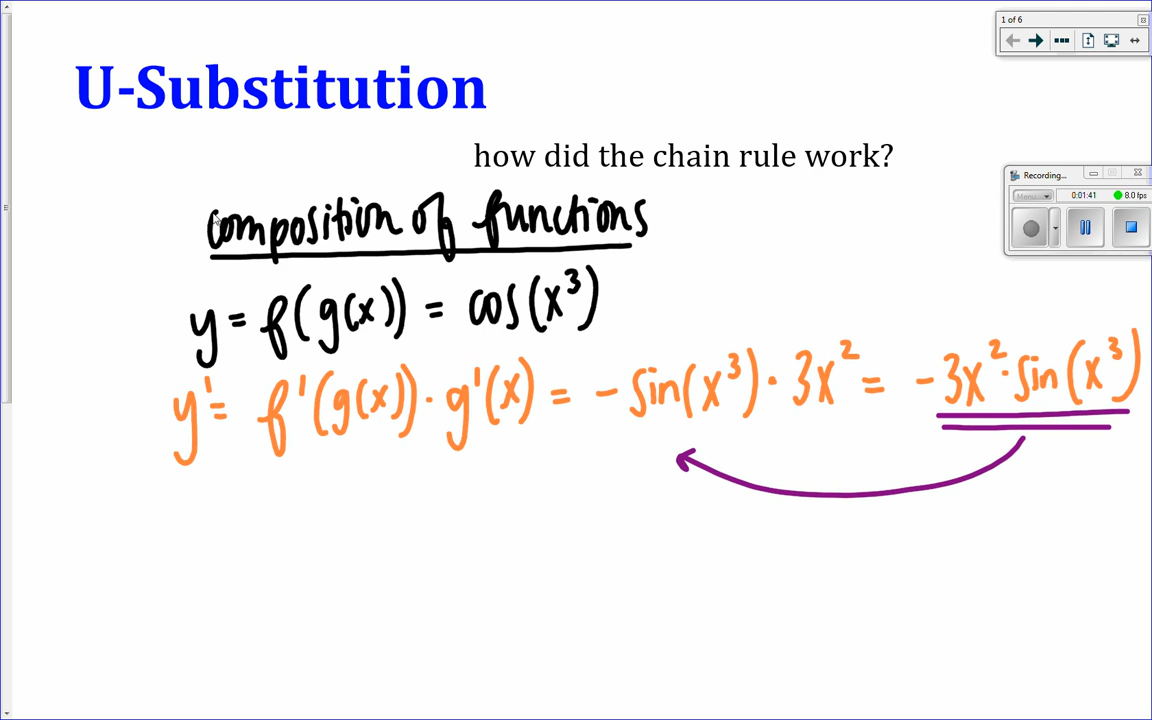 1 of 6
U-Substitution
how did the chain rule work?
Recording...
Menu
0:01:41 8.0 fps
composition of functions
y = f(g(x)) = cos(x³)
y' = f'(g(x)) · g'(x) = - sin(x³) · 3x² = - 3x² · sin(x³)